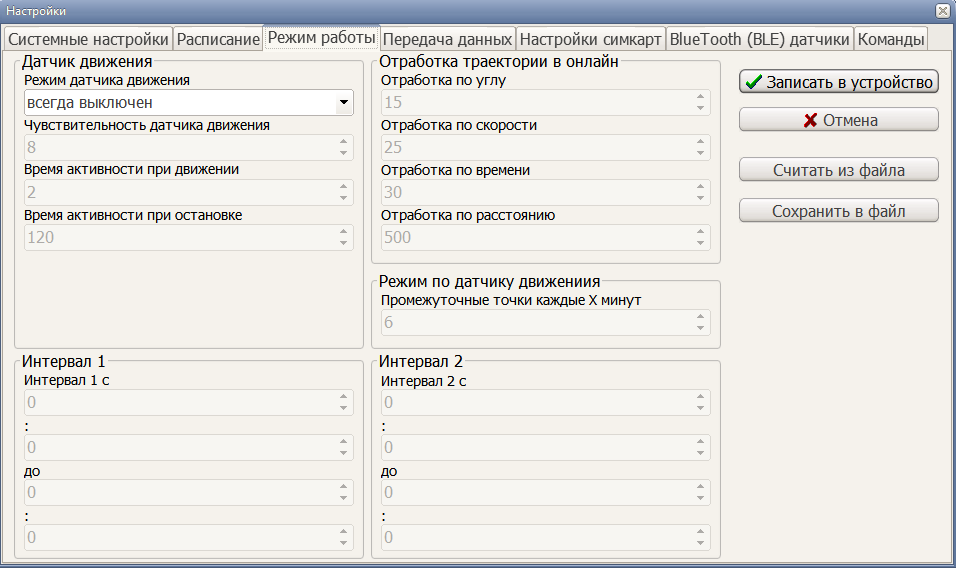 Настройки
Системные настройки Расписание Режим работы Передача данных Настройки симкарт BlueTooth (BLE) датчики Команды
Датчик движения
Режим датчика движения
всегда выключен
Чувствительность датчика движения
8
Время активности при движении
2
Время активности при остановке
120
Отработка траектории в онлайн
Отработка по углу
15
Отработка по скорости
25
Отработка по времени
30
Отработка по расстоянию
500
Режим по датчику движениия
Промежуточные точки каждые X минут
6
Интервал 1
Интервал 1 с
0
:
0
до
0
:
0
Интервал 2
Интервал 2 с
0
:
0
до
0
:
0
Записать в устройство
Отмена
Считать из файла
Сохранить в файл